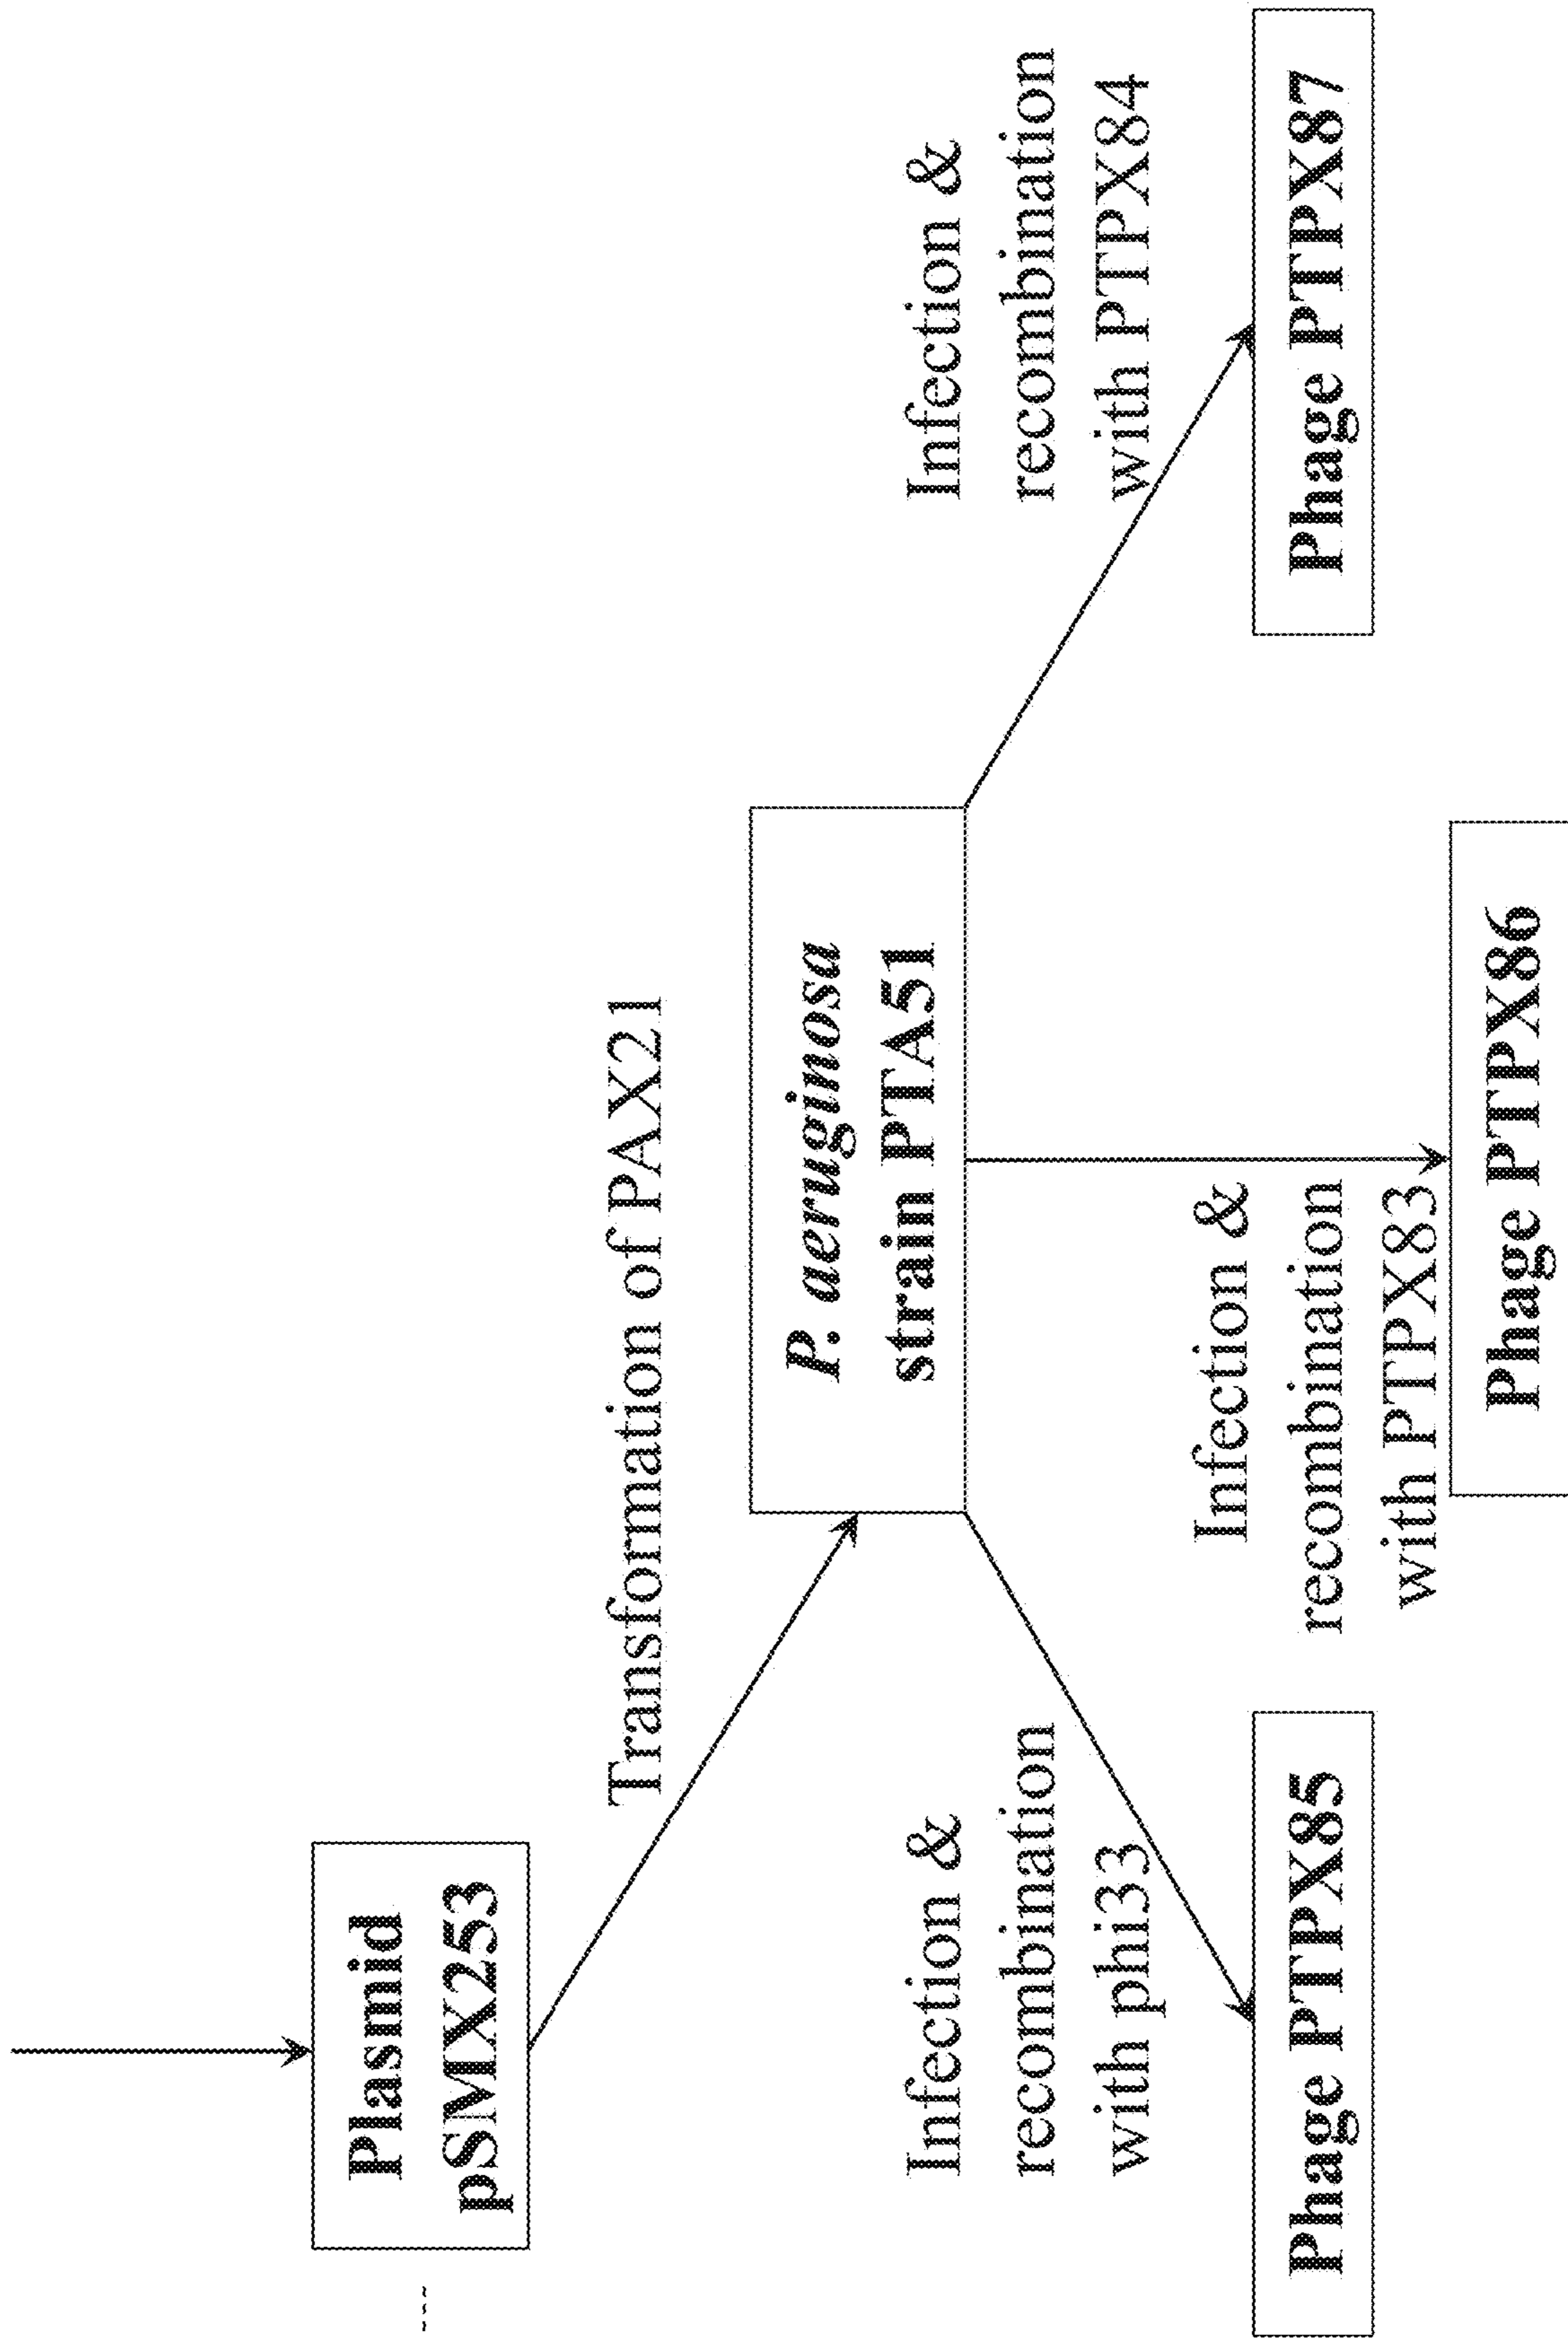 Plasmid
pSMX253
Transformation of PAX21
P. aeruginosa
strain PTA51
Infection &
recombination
with phi33
Infection &
recombination
with PTPX83
Infection &
recombination
with PTPX84
Phage PTPX85
Phage PTPX86
Phage PTPX87